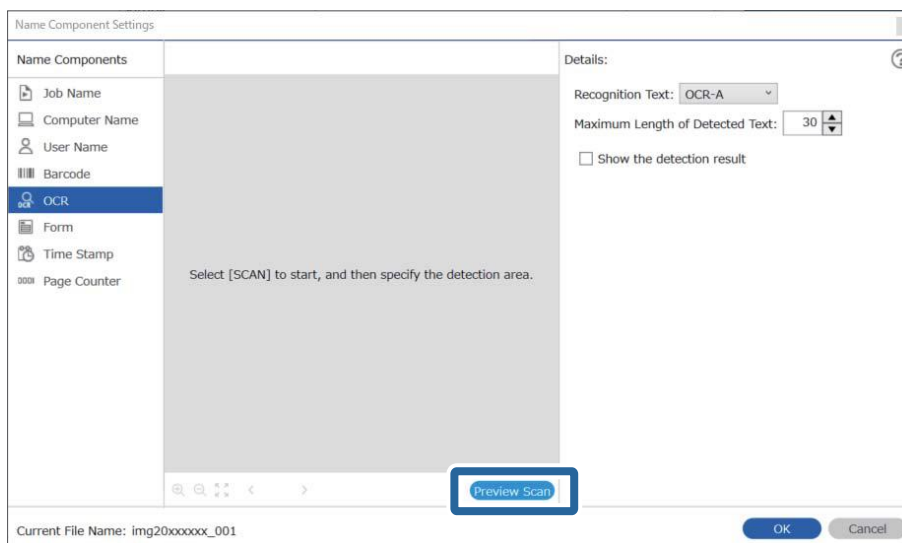 Name Component Settings
Name Components
Job Name
Computer Name
User Name
Barcode
OCR
Form
Time Stamp
Page Counter
Select [SCAN] to start, and then specify the detection area.
Preview Scan
Details:
Recognition Text: OCR-A
Maximum Length of Detected Text: 30
Show the detection result
Current File Name: img20xxxxxx_001
OK
Cancel